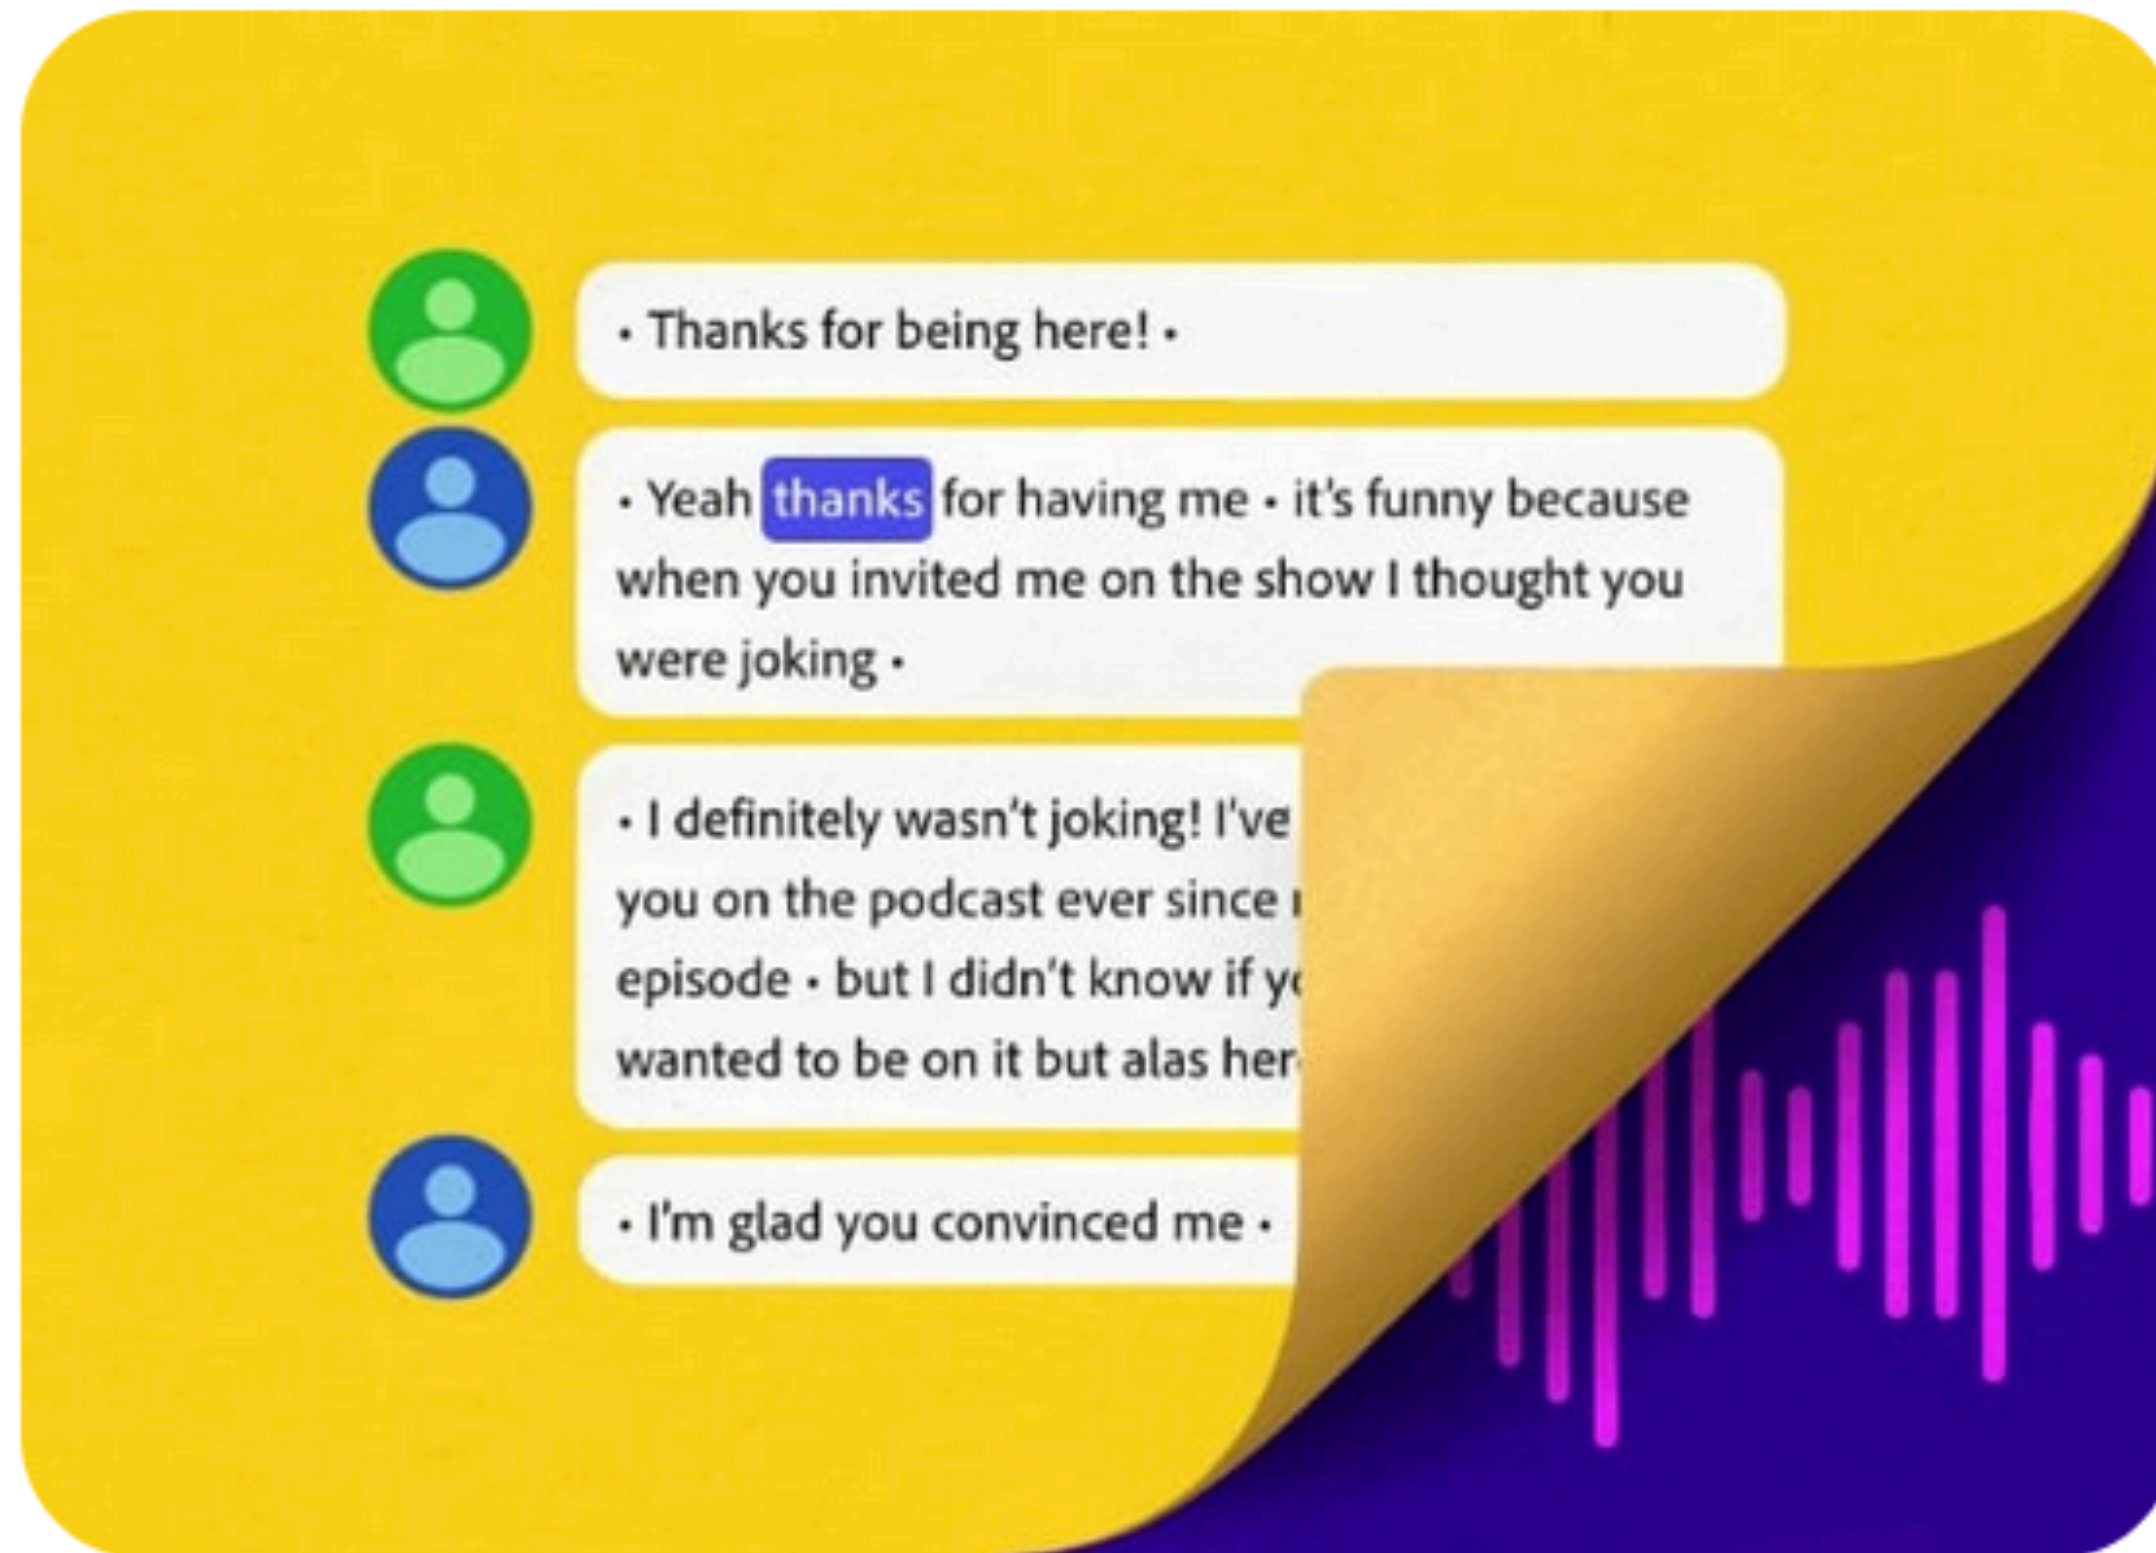 • Thanks for being here! •
• Yeah thanks for having me • it's funny because
when you invited me on the show I thought you
were joking •
• I definitely wasn't joking! I've
you on the podcast ever since
episode • but I didn't know if
wanted to be on it but alas
• I'm glad you convinced me •